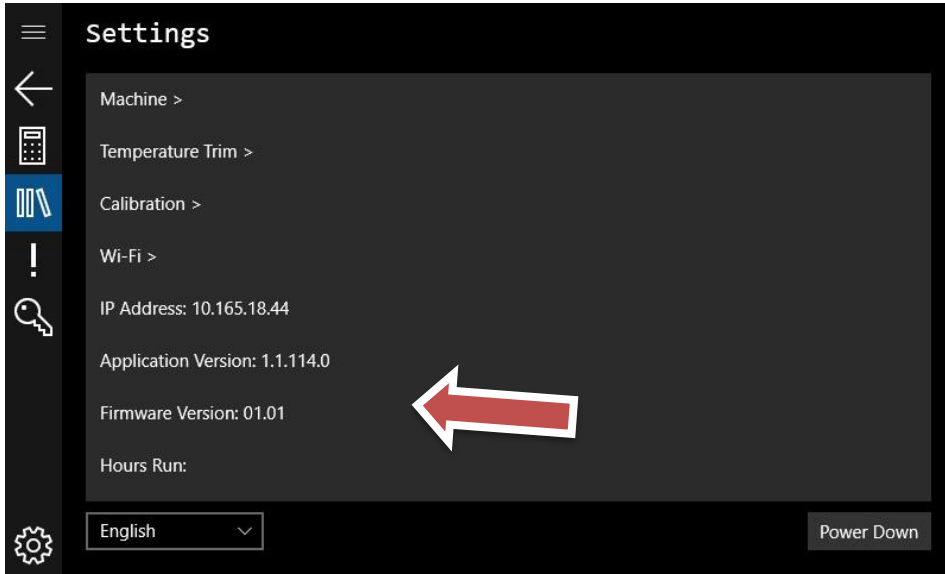 Settings
Machine >
Temperature Trim >
Calibration >
Wi-Fi >
IP Address: 10.165.18.44
Application Version: 1.1.114.0
Firmware Version: 01.01
Hours Run:
English
Power Down